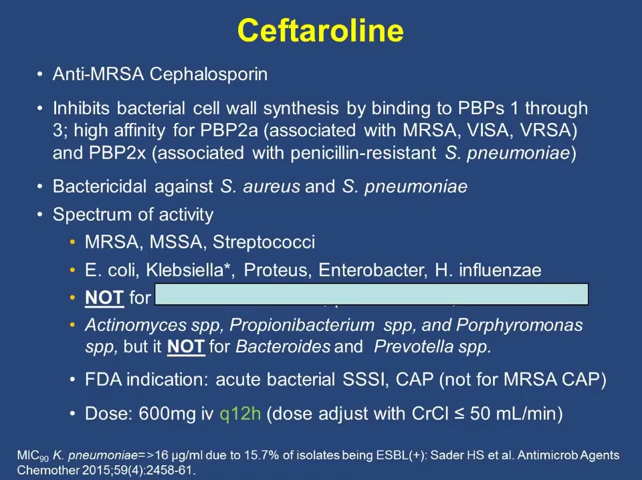 Ceftaroline
• Anti-MRSA Cephalosporin
• Inhibits bacterial cell wall synthesis by binding to PBPs 1 through
3; high affinity for PBP2a (associated with MRSA, VISA, VRSA)
and PBP2x (associated with penicillin-resistant S. pneumoniae)
• Bactericidal against S. aureus and S. pneumoniae
• Spectrum of activity
• MRSA, MSSA, Streptococci
• E. coli, Klebsiella*, Proteus, Enterobacter, H. influenzae
• NOT for
• Actinomyces spp, Propionibacterium spp, and Porphyromonas
spp, but it NOT for Bacteroides and Prevotella spp.
• FDA indication: acute bacterial SSSI, CAP (not for MRSA CAP)
• Dose: 600mg iv q12h (dose adjust with CrCl ≤ 50 mL/min)
MIC90 K. pneumoniae=>16 µg/ml due to 15.7% of isolates being ESBL(+): Sader HS et al. Antimicrob Agents
Chemother 2015;59(4):2458-61.